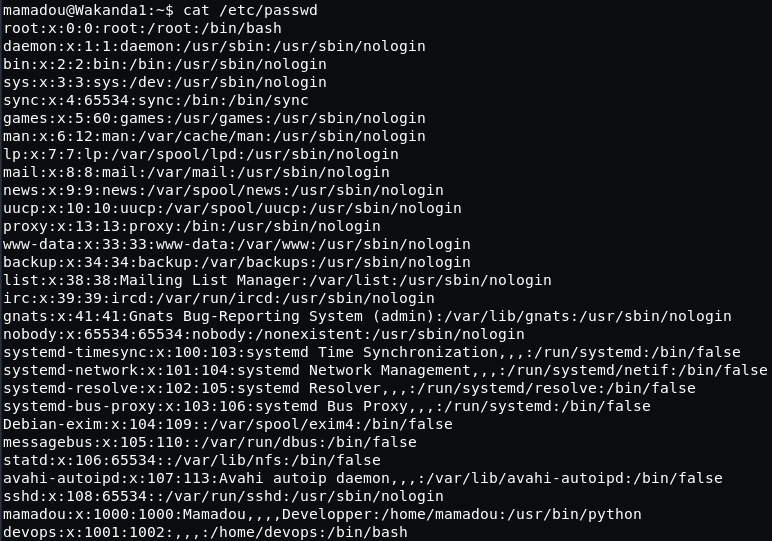 mamadou@Wakanda1:~$ cat /etc/passwd
root:x:0:0:root:/root:/bin/bash
daemon:x:1:1:daemon:/usr/sbin:/usr/sbin/nologin
bin:x:2:2:bin:/bin:/usr/sbin/nologin
sys:x:3:3:sys:/dev:/usr/sbin/nologin
sync:x:4:65534:sync:/bin:/bin/sync
games:x:5:60:games:/usr/games:/usr/sbin/nologin
man:x:6:12:man:/var/cache/man:/usr/sbin/nologin
lp:x:7:7:lp:/var/spool/lpd:/usr/sbin/nologin
mail:x:8:8:mail:/var/mail:/usr/sbin/nologin
news:x:9:9:news:/var/spool/news:/usr/sbin/nologin
uucp:x:10:10:uucp:/var/spool/uucp:/usr/sbin/nologin
proxy:x:13:13:proxy:/bin:/usr/sbin/nologin
www-data:x:33:33:www-data:/var/www:/usr/sbin/nologin
backup:x:34:34:backup:/var/backups:/usr/sbin/nologin
list:x:38:38:Mailing List Manager:/var/list:/usr/sbin/nologin
irc:x:39:39:ircd:/var/run/ircd:/usr/sbin/nologin
gnats:x:41:41:Gnats Bug-Reporting System (admin):/var/lib/gnats:/usr/sbin/nologin
nobody:x:65534:65534:nobody:/nonexistent:/usr/sbin/nologin
systemd-timesync:x:100:103:systemd Time Synchronization,,,:/run/systemd:/bin/false
systemd-network:x:101:104:systemd Network Management,,,:/run/systemd/netif:/bin/false
systemd-resolve:x:102:105:systemd Resolver,,,:/run/systemd/resolve:/bin/false
systemd-bus-proxy:x:103:106:systemd Bus Proxy,,,:/run/systemd:/bin/false
Debian-exim:x:104:109::/var/spool/exim4:/bin/false
messagebus:x:105:110::/var/run/dbus:/bin/false
statd:x:106:65534::/var/lib/nfs:/bin/false
avahi-autoipd:x:107:113:Avahi autoip daemon,,,:/var/lib/avahi-autoipd:/bin/false
sshd:x:108:65534::/var/run/sshd:/usr/sbin/nologin
mamadou:x:1000:1000:Mamadou,,,,Developper:/home/mamadou:/usr/bin/python
devops:x:1001:1002:,,,:/home/devops:/bin/bash